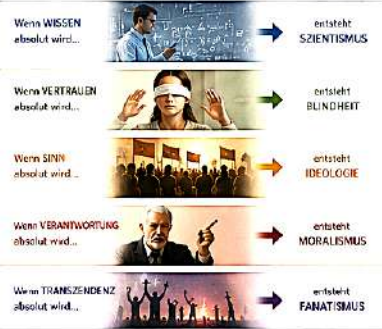 Wenn WISSEN
absolut wird...
entsteht
SZIENTISMUS
Wenn VERTRAUEN
absolut wird...
entsteht
BLINDHEIT
Wenn SINN
absolut wird...
entsteht
IDEOLOGIE
Wenn VERANTWORTUNG
absolut wird...
entsteht
MORALISMUS
Wenn TRANSZENDENZ
absolut wird...
entsteht
FANATISMUS